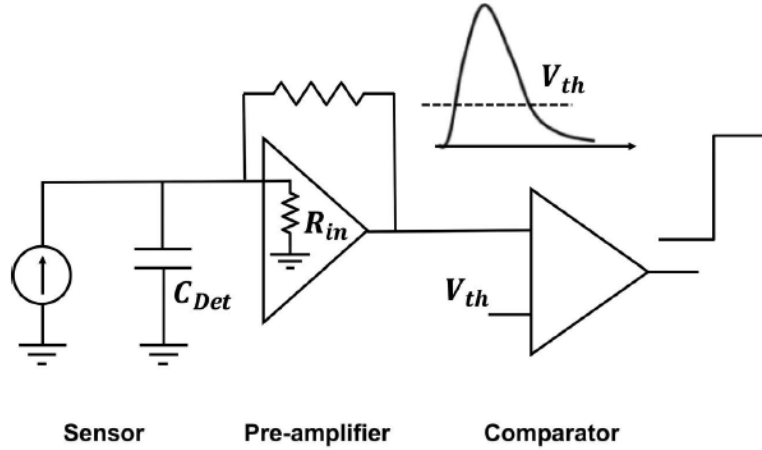 V_th
R_in
C_Det
V_th
Sensor Pre-amplifier Comparator